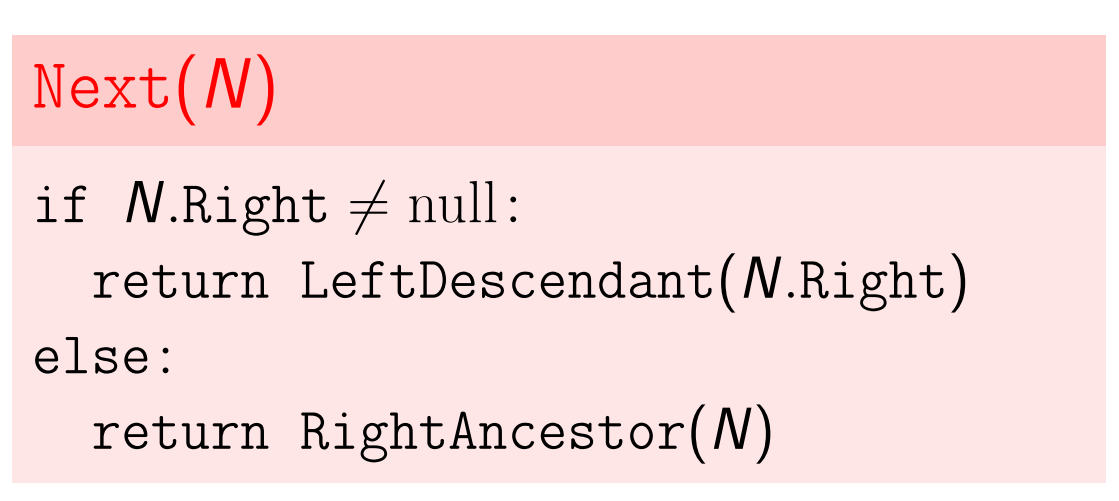 Next(N)
if N.Right ≠ null:
return LeftDescendant(N.Right)
else:
return RightAncestor(N)